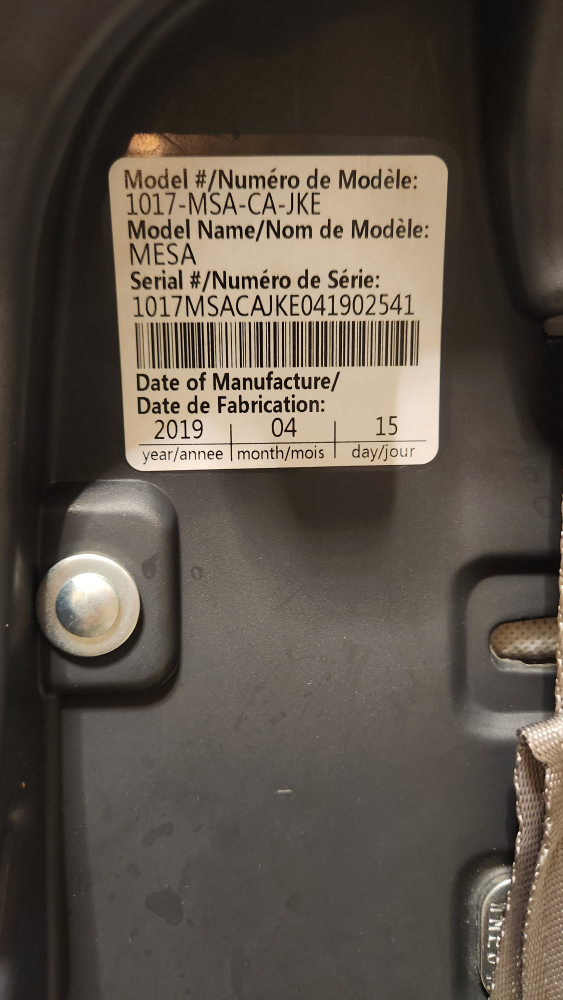 Model #/Numéro de Modèle:
1017-MSA-CA-JKE
Model Name/Nom de Modèle:
MESA
Serial #/Numéro de Série:
1017MSACAJKE041902541
Date of Manufacture/
Date de Fabrication:
2019 04 15
year/annee month/mois day/jour